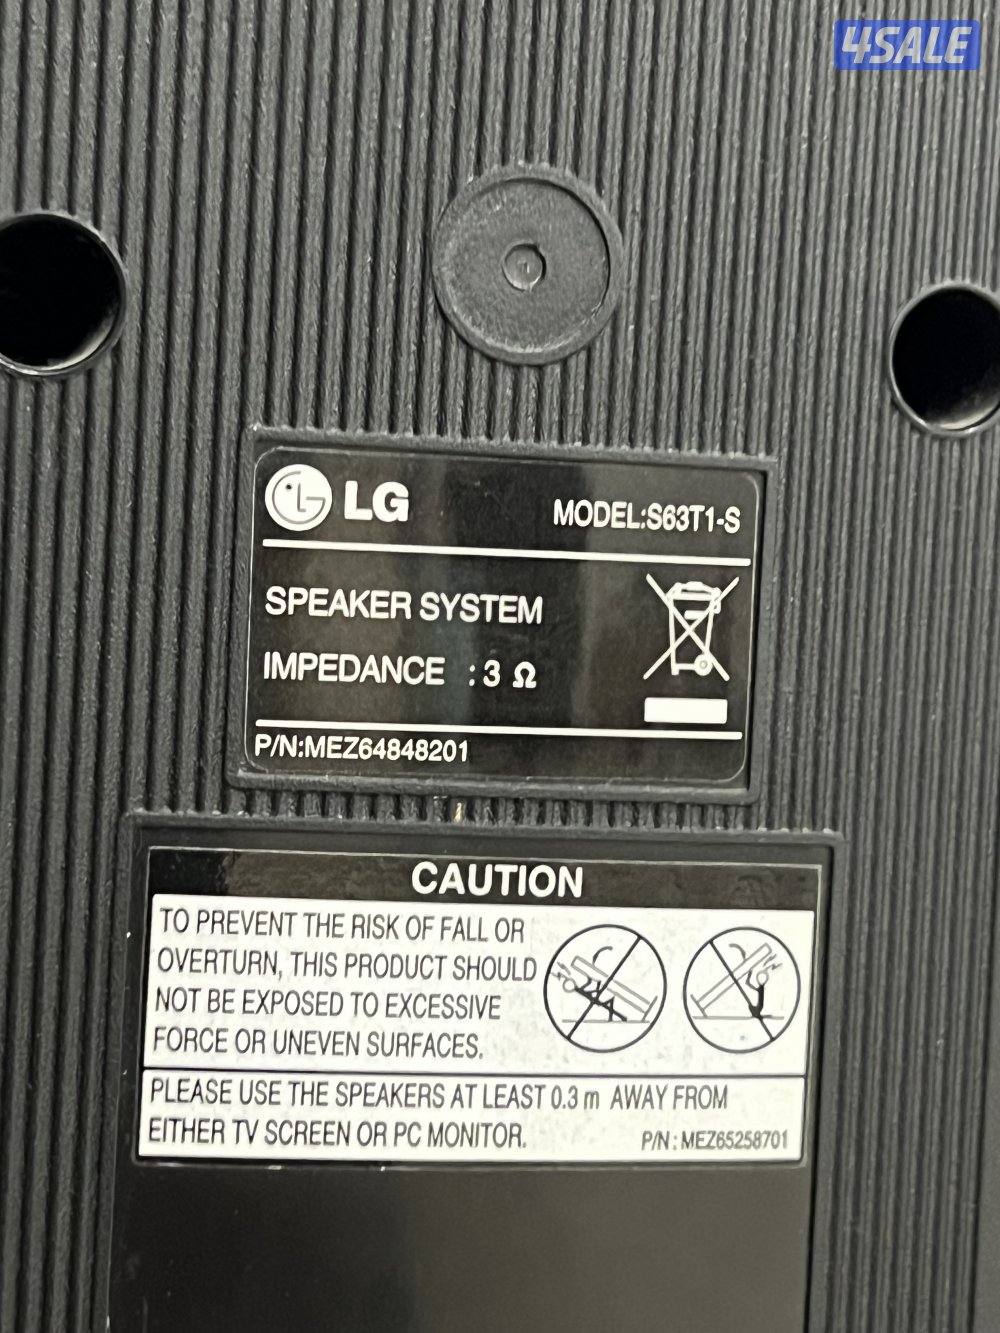 4SALE
LG MODEL:S63T1-S
SPEAKER SYSTEM
IMPEDANCE : 3 Ω
P/N:MEZ64848201
CAUTION
TO PREVENT THE RISK OF FALL OR
OVERTURN, THIS PRODUCT SHOULD
NOT BE EXPOSED TO EXCESSIVE
FORCE OR UNEVEN SURFACES.
PLEASE USE THE SPEAKERS AT LEAST 0.3 m AWAY FROM
EITHER TV SCREEN OR PC MONITOR. P/N : MEZ65258701